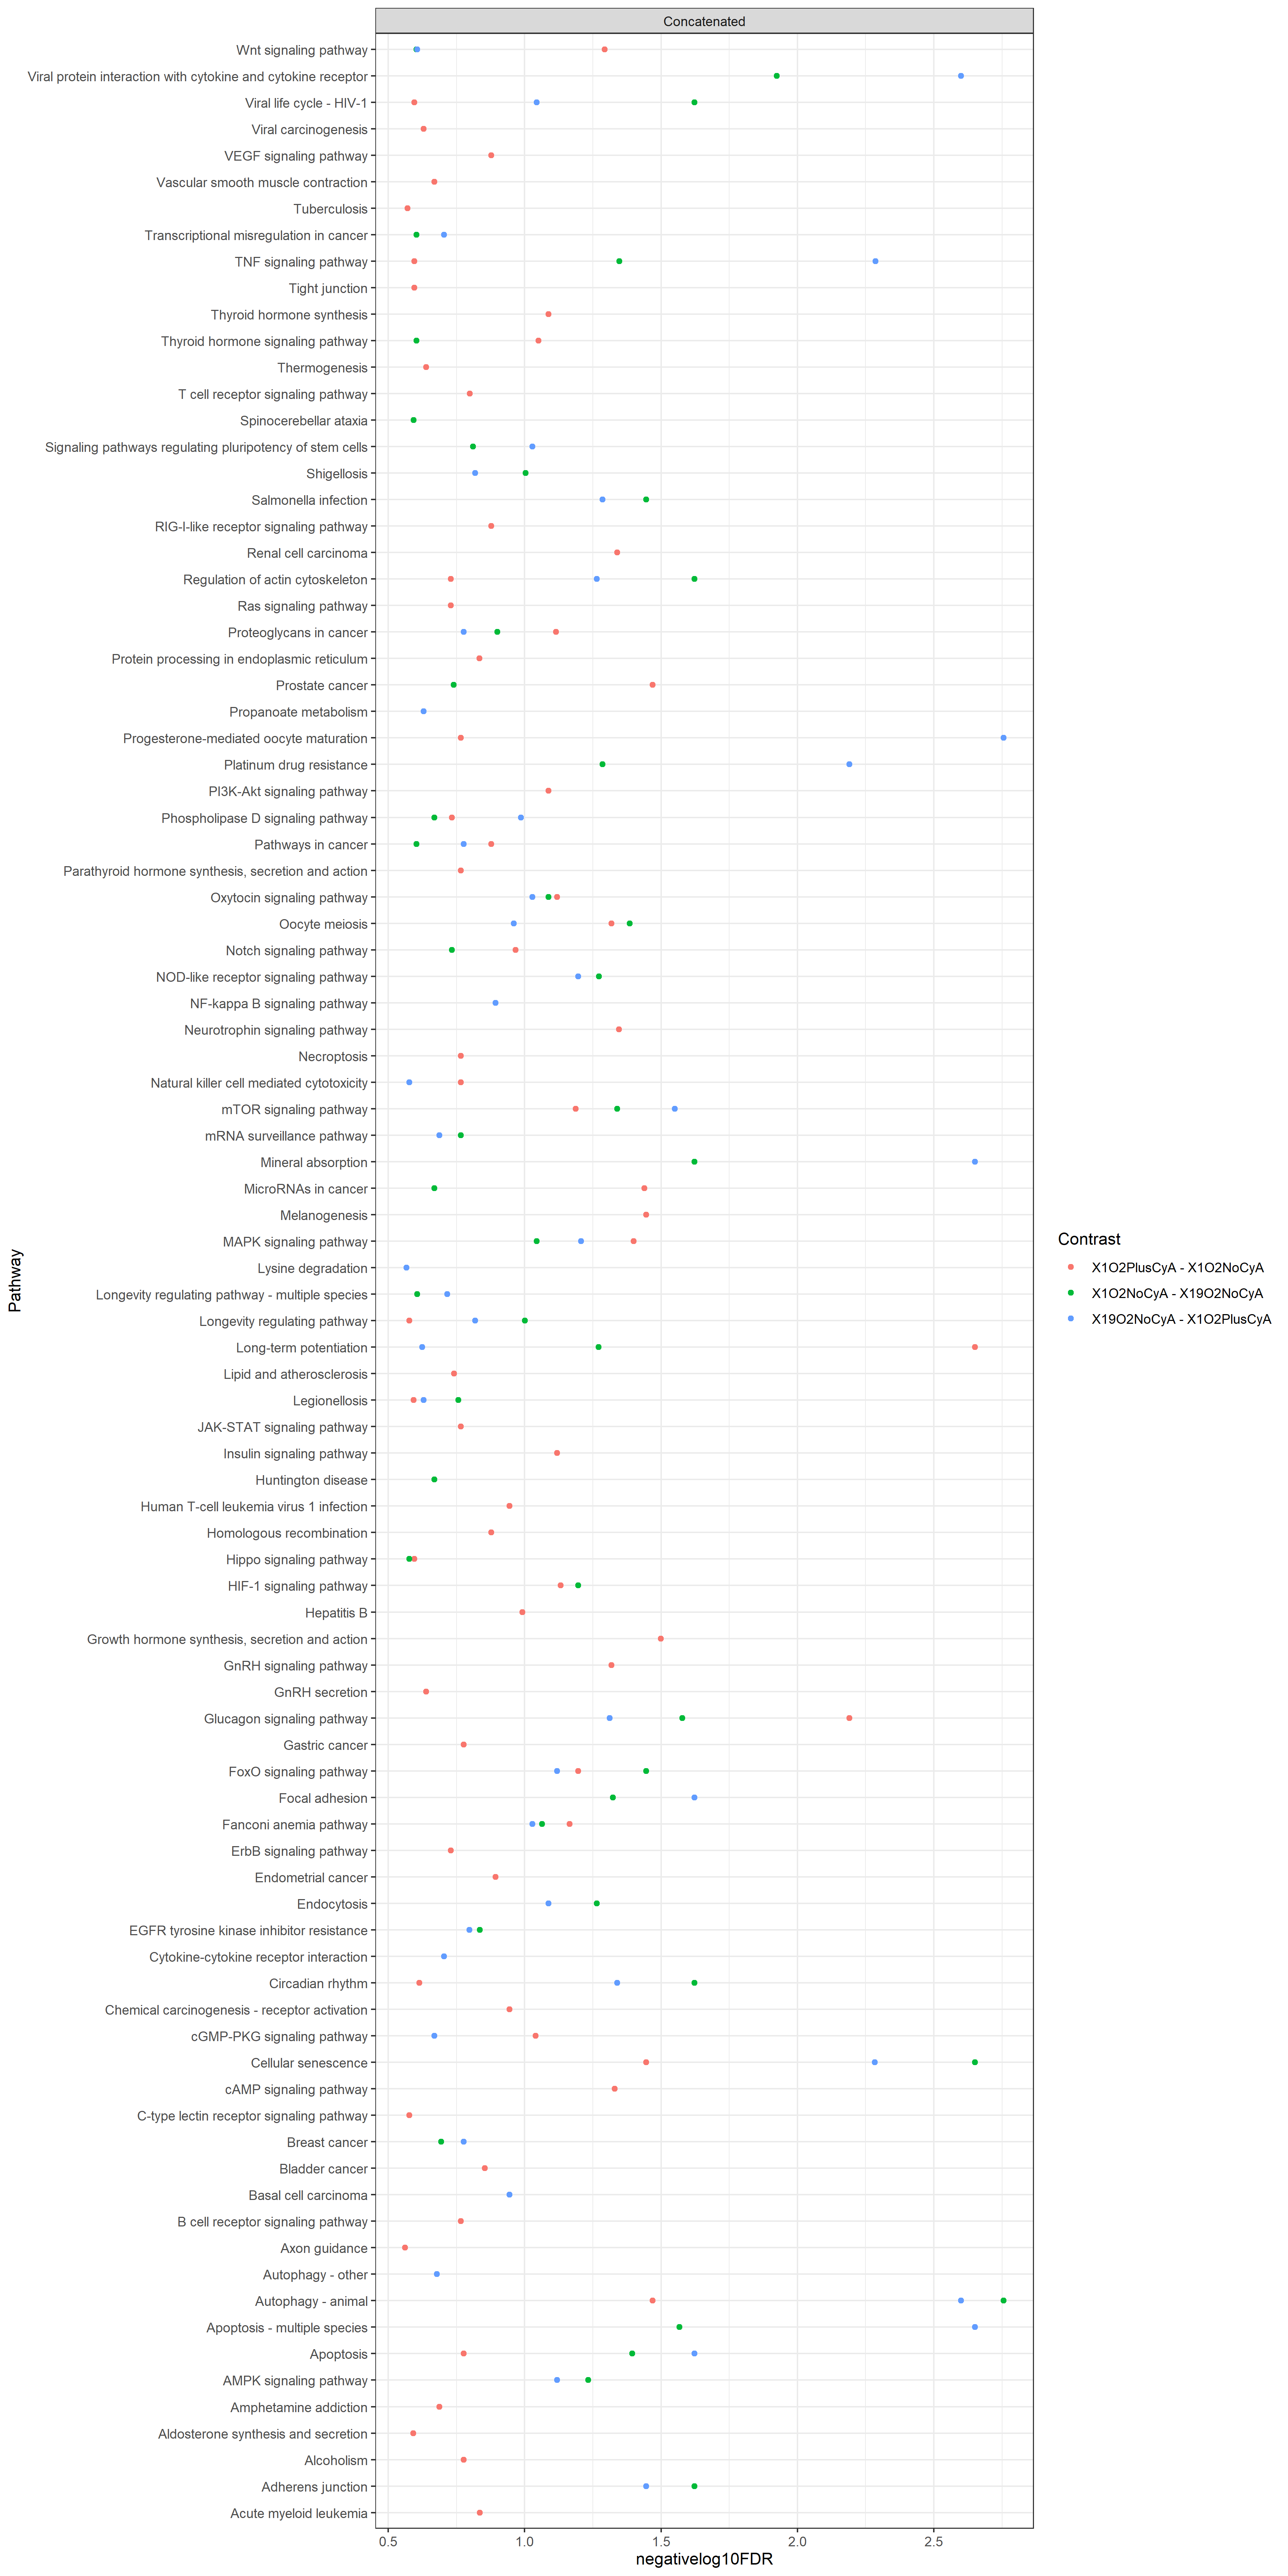 Concatenated
Wnt signaling pathway
Viral protein interaction with cytokine and cytokine receptor
Viral life cycle - HIV-1
Viral carcinogenesis
VEGF signaling pathway
Vascular smooth muscle contraction
Tuberculosis
Transcriptional misregulation in cancer
TNF signaling pathway
Tight junction
Thyroid hormone synthesis
Thyroid hormone signaling pathway
Thermogenesis
T cell receptor signaling pathway
Spinocerebellar ataxia
Signaling pathways regulating pluripotency of stem cells
Shigellosis
Salmonella infection
RIG-I-like receptor signaling pathway
Renal cell carcinoma
Regulation of actin cytoskeleton
Ras signaling pathway
Proteoglycans in cancer
Protein processing in endoplasmic reticulum
Prostate cancer
Propanoate metabolism
Progesterone-mediated oocyte maturation
Platinum drug resistance
PI3K-Akt signaling pathway
Phospholipase D signaling pathway
Pathways in cancer
Parathyroid hormone synthesis, secretion and action
Oxytocin signaling pathway
Oocyte meiosis
Notch signaling pathway
NOD-like receptor signaling pathway
NF-kappa B signaling pathway
Neurotrophin signaling pathway
Necroptosis
Natural killer cell mediated cytotoxicity
mTOR signaling pathway
mRNA surveillance pathway
Mineral absorption
MicroRNAs in cancer
Melanogenesis
MAPK signaling pathway
Lysine degradation
Longevity regulating pathway - multiple species
Longevity regulating pathway
Long-term potentiation
Lipid and atherosclerosis
Legionellosis
JAK-STAT signaling pathway
Insulin signaling pathway
Huntington disease
Human T-cell leukemia virus 1 infection
Homologous recombination
Hippo signaling pathway
HIF-1 signaling pathway
Hepatitis B
Growth hormone synthesis, secretion and action
GnRH signaling pathway
GnRH secretion
Glucagon signaling pathway
Gastric cancer
FoxO signaling pathway
Focal adhesion
Fanconi anemia pathway
ErbB signaling pathway
Endometrial cancer
Endocytosis
EGFR tyrosine kinase inhibitor resistance
Cytokine-cytokine receptor interaction
Circadian rhythm
Chemical carcinogenesis - receptor activation
cGMP-PKG signaling pathway
Cellular senescence
cAMP signaling pathway
C-type lectin receptor signaling pathway
Breast cancer
Bladder cancer
Basal cell carcinoma
B cell receptor signaling pathway
Axon guidance
Autophagy - other
Autophagy - animal
Apoptosis - multiple species
Apoptosis
AMPK signaling pathway
Amphetamine addiction
Aldosterone synthesis and secretion
Alcoholism
Adherens junction
Acute myeloid leukemia
Pathway
0.5 1.0 1.5 2.0 2.5
negativelog10FDR
Contrast
X1O2PlusCyA - X1O2NoCyA
X1O2NoCyA - X19O2NoCyA
X19O2NoCyA - X1O2PlusCyA